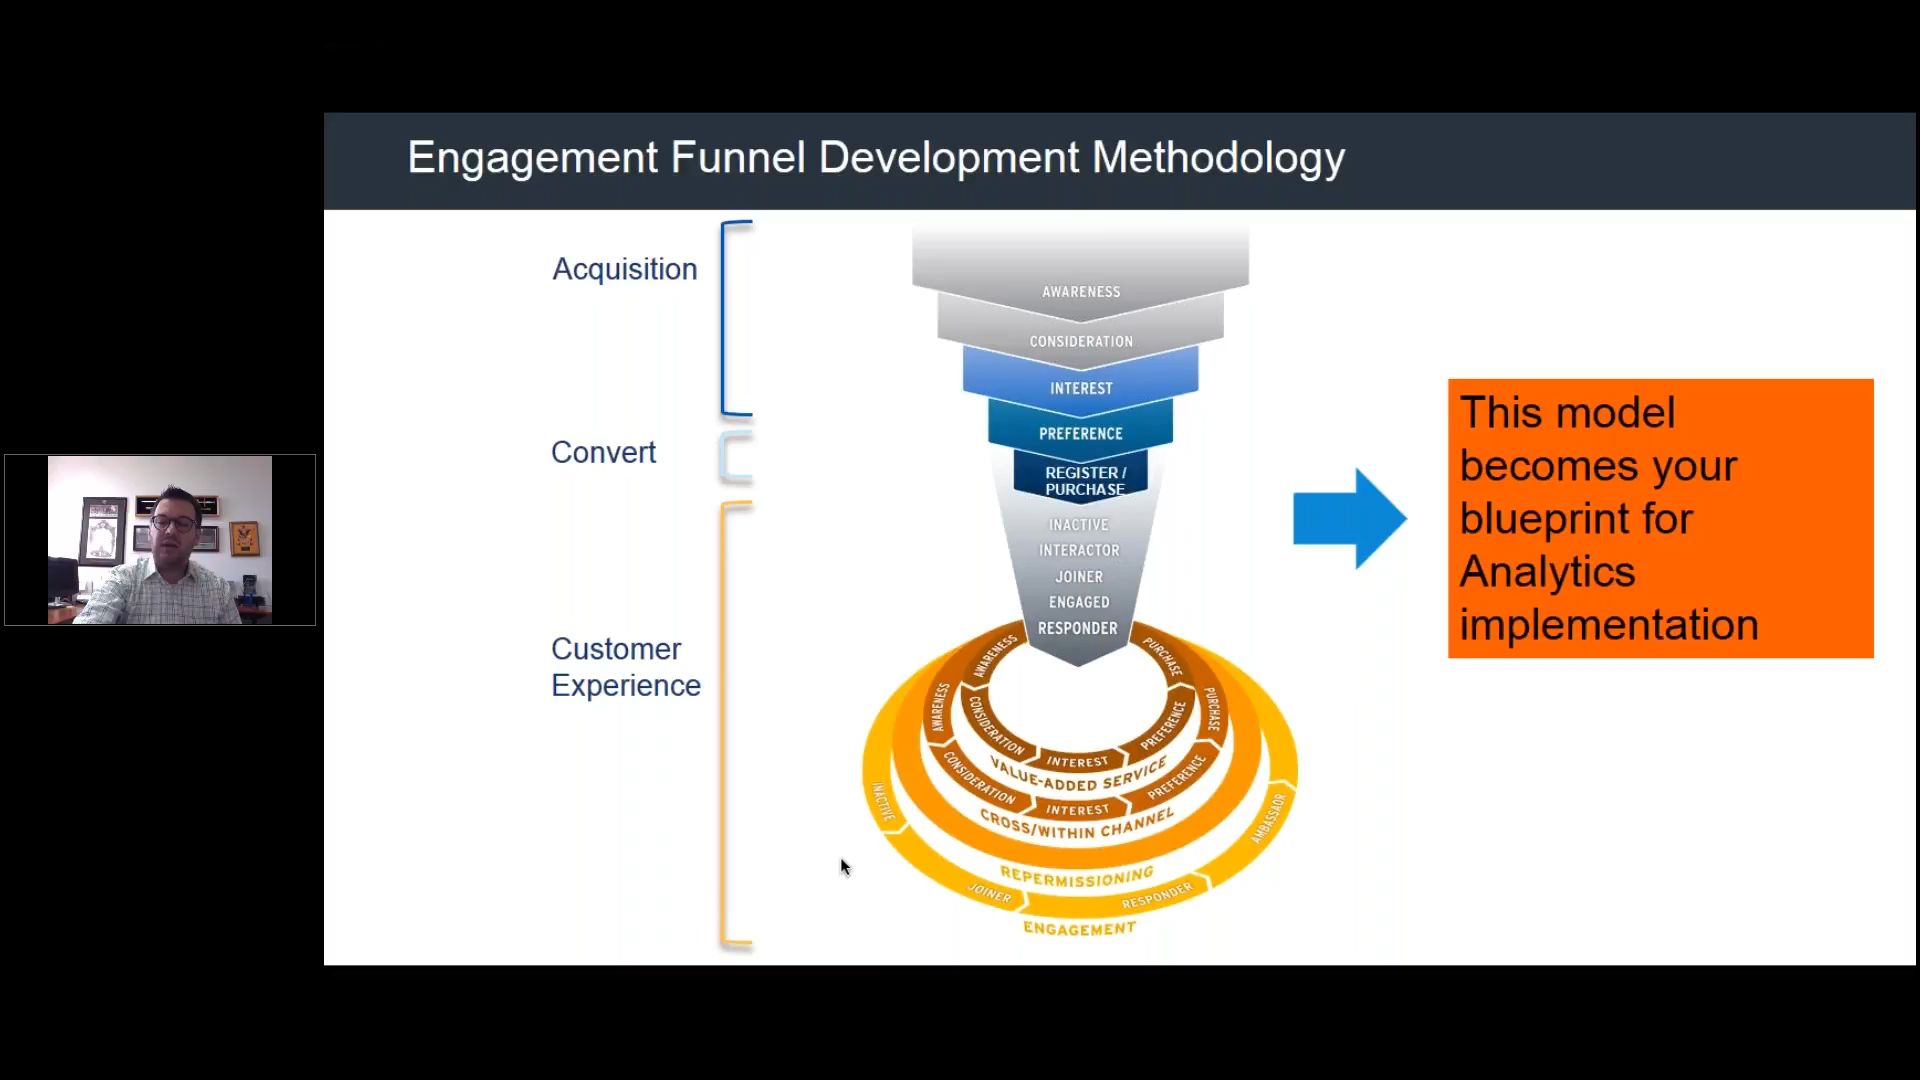 Engagement Funnel Development Methodology
Acquisition
Convert
Customer
Experience
AWARENESS
CONSIDERATION
INTEREST
PREFERENCE
REGISTER /
PURCHASE
INACTIVE
INTERACTOR
JOINER
ENGAGED
RESPONDER
AWARENESS
CONSIDERATION
INTEREST
PREFERENCE
PURCHASE
VALUE-ADDED SERVICE
AWARENESS
CONSIDERATION
INTEREST
PREFERENCE
PURCHASE
CROSS/WITHIN CHANNEL
REPERMISSIONING
INACTIVE
JOINER
RESPONDER
AMBASSADOR
ENGAGEMENT
This model
becomes your
blueprint for
Analytics
implementation